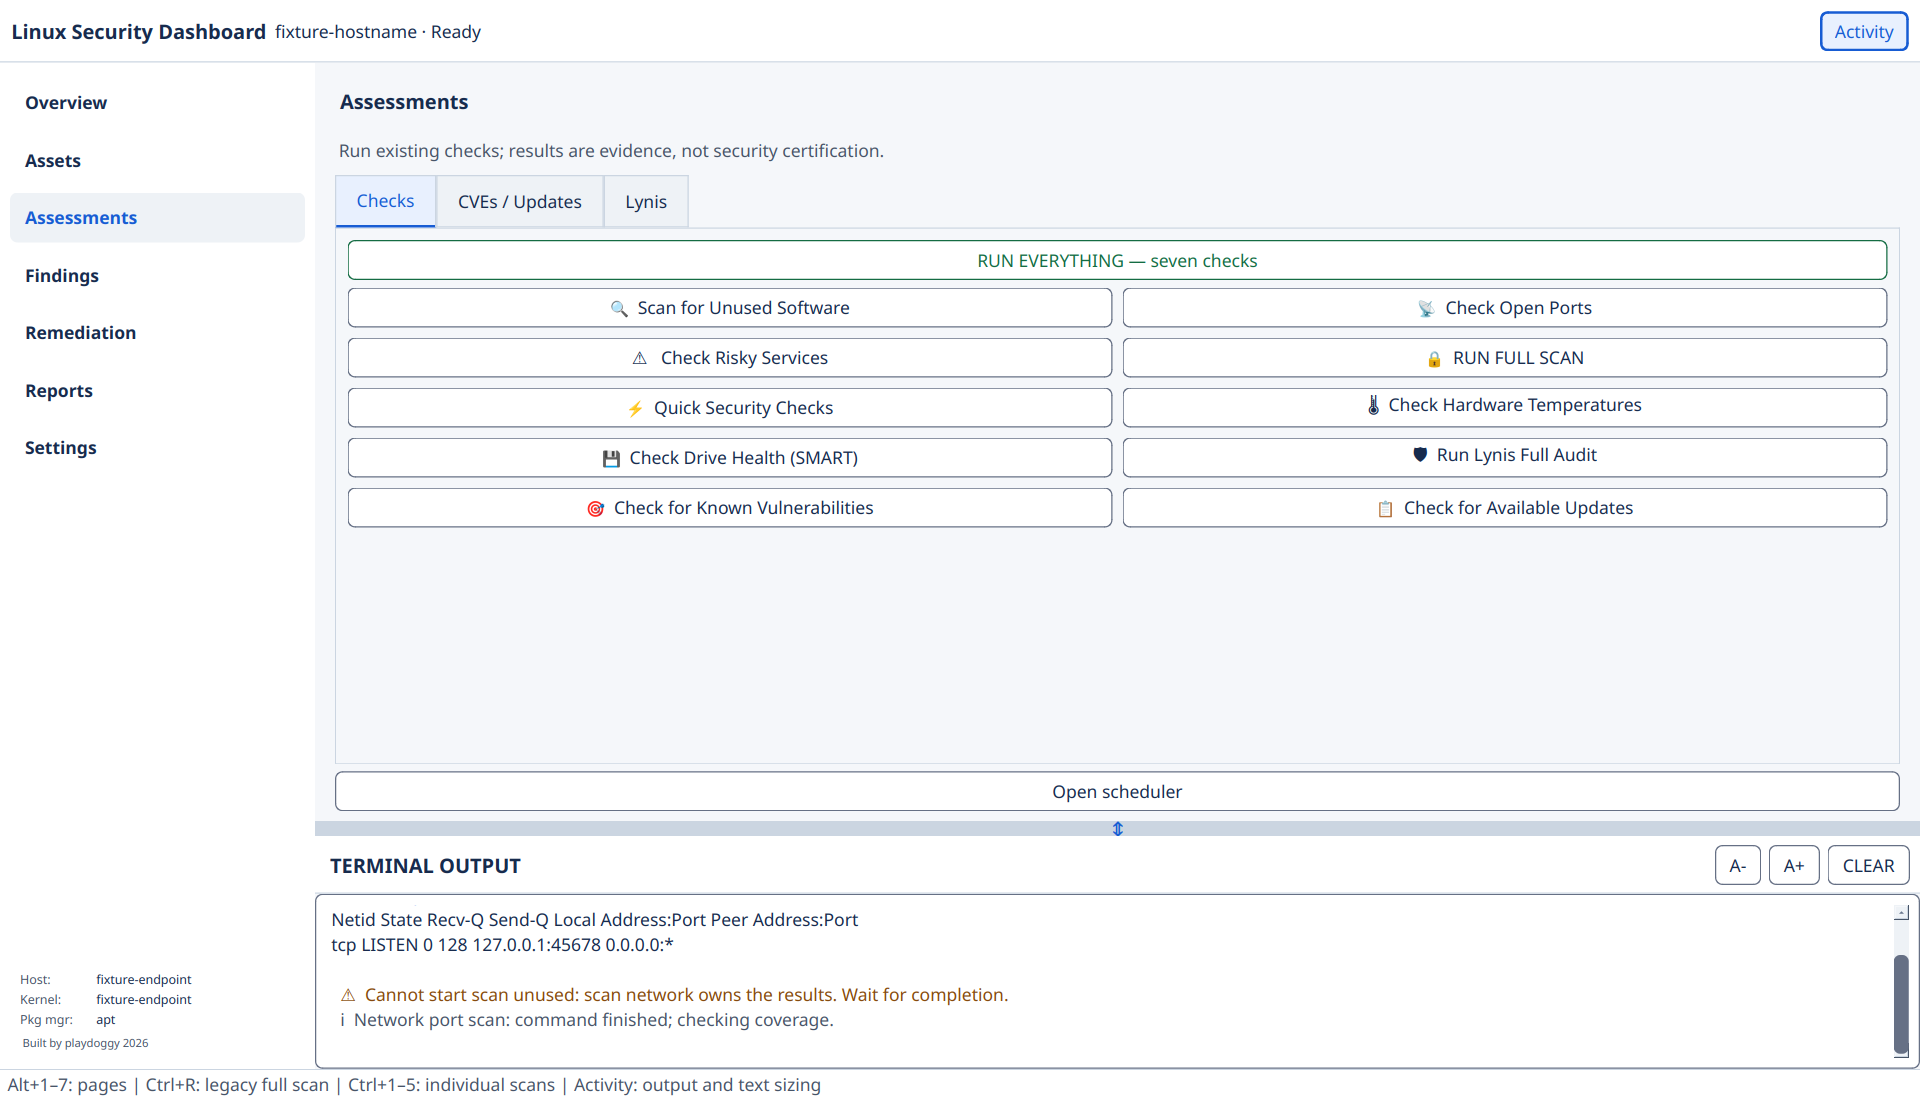 Linux Security Dashboard fixture-hostname · Ready
Activity
Overview
Assets
Assessments
Findings
Remediation
Reports
Settings
Host: fixture-endpoint
Kernel: fixture-endpoint
Pkg mgr: apt
Built by playdoggy 2026
Assessments
Run existing checks; results are evidence, not security certification.
Checks
CVEs / Updates
Lynis
RUN EVERYTHING — seven checks
Scan for Unused Software
Check Open Ports
Check Risky Services
RUN FULL SCAN
Quick Security Checks
Check Hardware Temperatures
Check Drive Health (SMART)
Run Lynis Full Audit
Check for Known Vulnerabilities
Check for Available Updates
Open scheduler
TERMINAL OUTPUT
A-
A+
CLEAR
Netid State Recv-Q Send-Q Local Address:Port Peer Address:Port
tcp LISTEN 0 128 127.0.0.1:45678 0.0.0.0:*
⚠ Cannot start scan unused: scan network owns the results. Wait for completion.
i Network port scan: command finished; checking coverage.
Alt+1–7: pages | Ctrl+R: legacy full scan | Ctrl+1–5: individual scans | Activity: output and text sizing